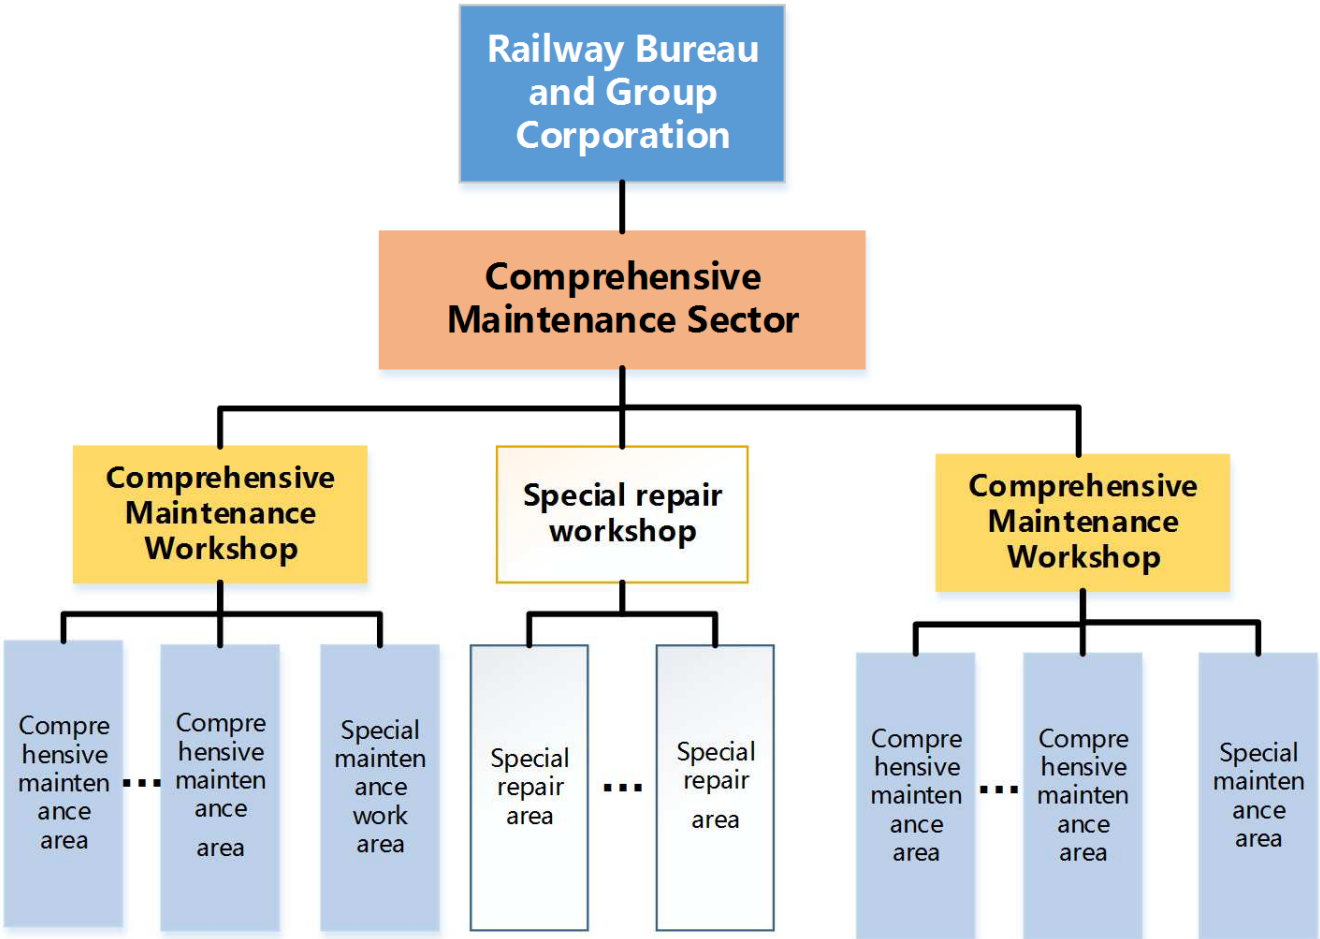 Railway Bureau
and Group
Corporation
Comprehensive
Maintenance Sector
Comprehensive
Maintenance
Workshop
Special repair
workshop
Comprehensive
Maintenance
Workshop
Compre
hensive
mainten
ance
area
...
Compre
hensive
mainten
ance
area
Special
mainten
ance
work
area
Special
repair
area
...
Special
repair
area
Compre
hensive
mainten
ance
area
...
Compre
hensive
mainten
ance
area
Special
mainten
ance
area